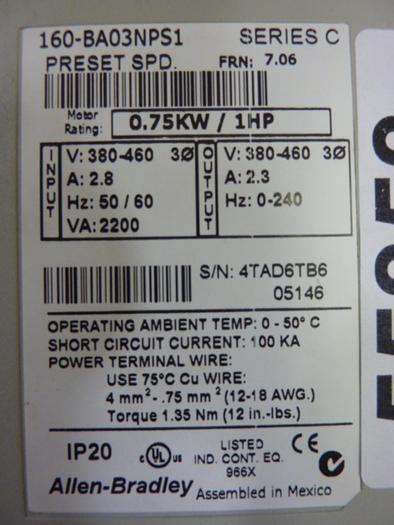 160-BA03NPS1 SERIES C
PRESET SPD. FRN: 7.06
Motor Rating: 0.75KW / 1HP
INPUT
V: 380-460 3Ø
A: 2.8
Hz: 50 / 60
VA: 2200
OUTPUT
V: 380-460 3Ø
A: 2.3
Hz: 0-240
S/N: 4TAD6TB6
05146
OPERATING AMBIENT TEMP: 0 - 50° C
SHORT CIRCUIT CURRENT: 100 KA
POWER TERMINAL WIRE:
USE 75°C Cu WIRE:
4 mm²- .75 mm² (12-18 AWG.)
Torque 1.35 Nm (12 in.-lbs.)
IP20
c UL us
LISTED
IND. CONT. EQ.
966X
CE
Allen-Bradley Assembled in Mexico